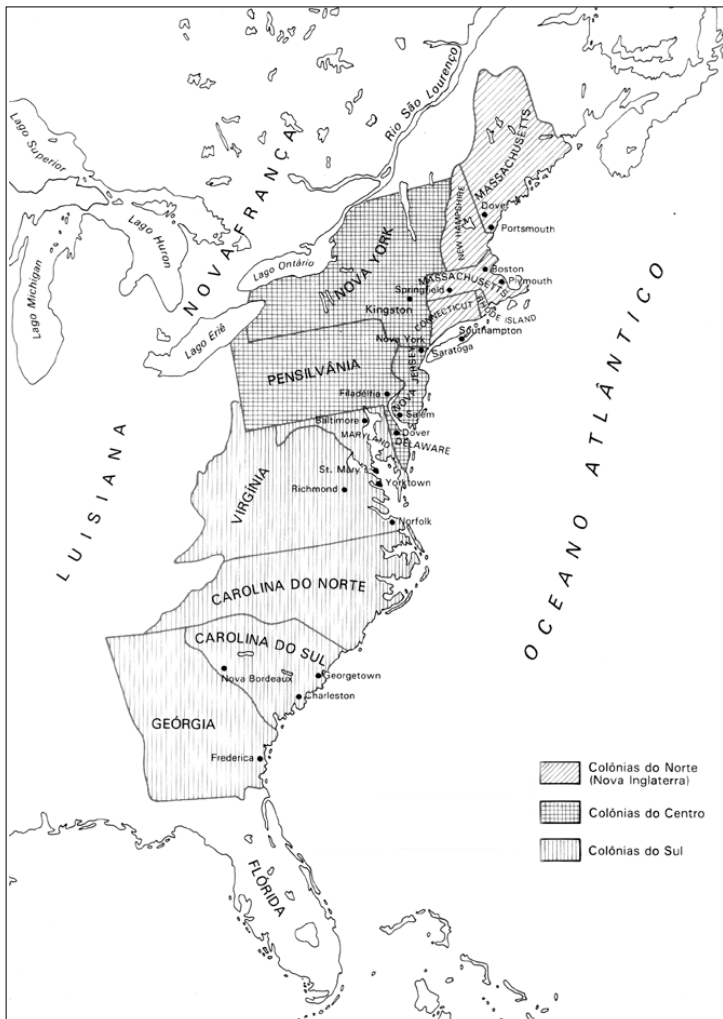 Lago Superior
Lago Michigan
Lago Huron
NOVA FRANÇA
Rio São Lourenço
Lago Ontário
Lago Eriê
MASSACHUSETTS
NEW HAMPSHIRE
Dover
Portsmouth
NOVA YORK
Boston
MASSACHUSETTS
Plymouth
Springfield
Kingston
CONNECTICUT
RHODE ISLAND
Southampton
Nova York
Saratoga
PENSILVÂNIA
NOVA JERSEY
Filadélfia
Salem
Baltimore
Dover
MARYLAND
DELAWARE
St. Mary's
Yorktown
Richmond
VIRGÍNIA
Norfolk
LUISIANA
OCEANO ATLÂNTICO
CAROLINA DO NORTE
CAROLINA DO SUL
Nova Bordeaux
Georgetown
Charleston
GEÓRGIA
Frederica
FLÓRIDA
Colônias do Norte
(Nova Inglaterra)
Colônias do Centro
Colônias do Sul